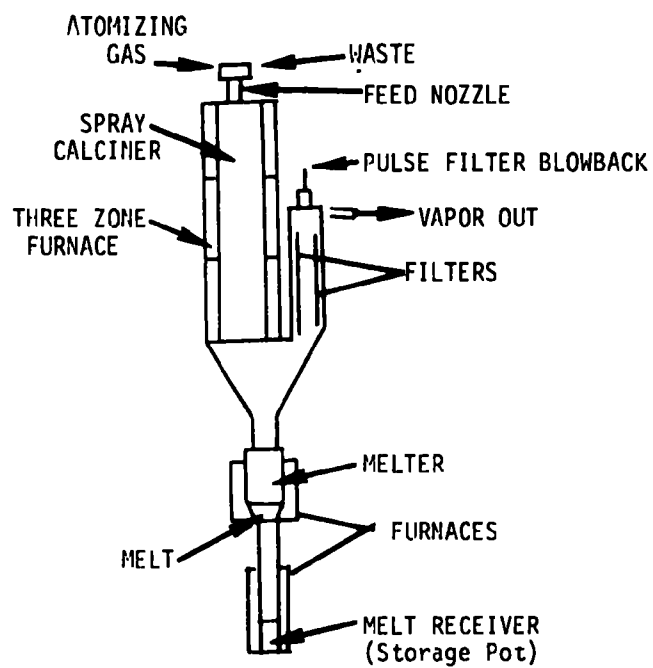 ATOMIZING
GAS
WASTE
FEED NOZZLE
SPRAY
CALCINER
PULSE FILTER BLOWBACK
VAPOR OUT
THREE ZONE
FURNACE
FILTERS
MELTER
FURNACES
MELT
MELT RECEIVER
(Storage Pot)